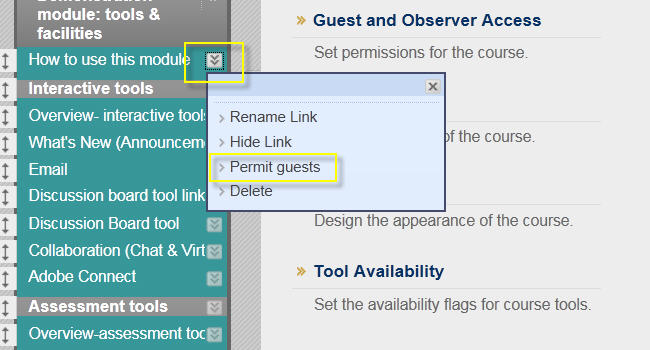 Demonstration
module: tools &
facilities
How to use this module
Interactive tools
Overview- interactive tools
What's New (Announcem
Email
Discussion board tool link
Discussion Board tool
Collaboration (Chat & Virt
Adobe Connect
Assessment tools
Overview-assessment too
Rename Link
Hide Link
Permit guests
Delete
Guest and Observer Access
Set permissions for the course.
of the course.
Design the appearance of the course.
Tool Availability
Set the availability flags for course tools.